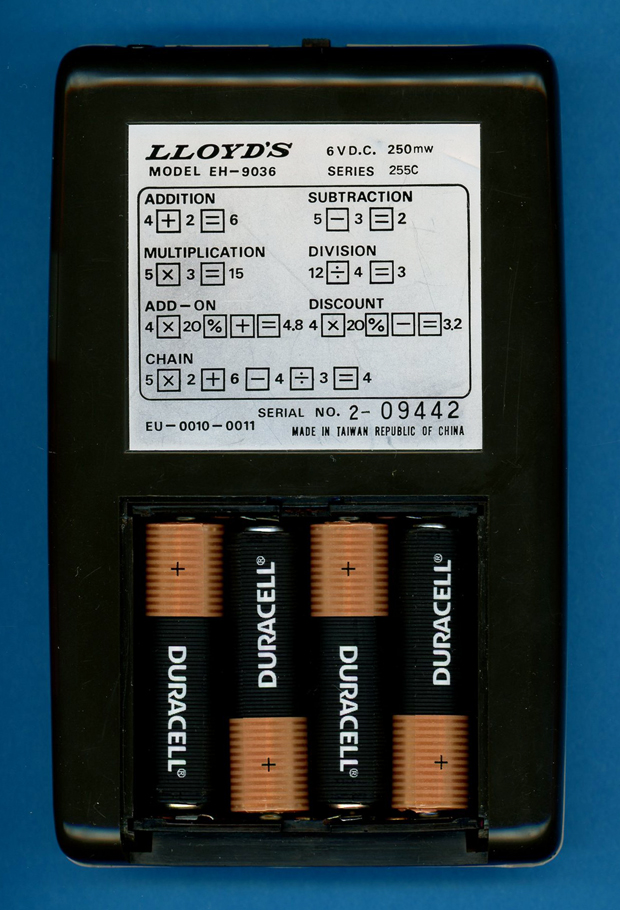 LLOYD'S 6V D.C. 250mw
MODEL EH-9036 SERIES 255C
ADDITION SUBTRACTION
4 + 2 = 6 5 - 3 = 2
MULTIPLICATION DIVISION
5 × 3 = 15 12 ÷ 4 = 3
ADD-ON DISCOUNT
4 × 20 % + = 4.8 4 × 20 % - = 3.2
CHAIN
5 × 2 + 6 - 4 ÷ 3 = 4
SERIAL NO. 2-09442
EU-0010-0011 MADE IN TAIWAN REPUBLIC OF CHINA
+ DURACELL®
DURACELL® +
+ DURACELL®
DURACELL® +